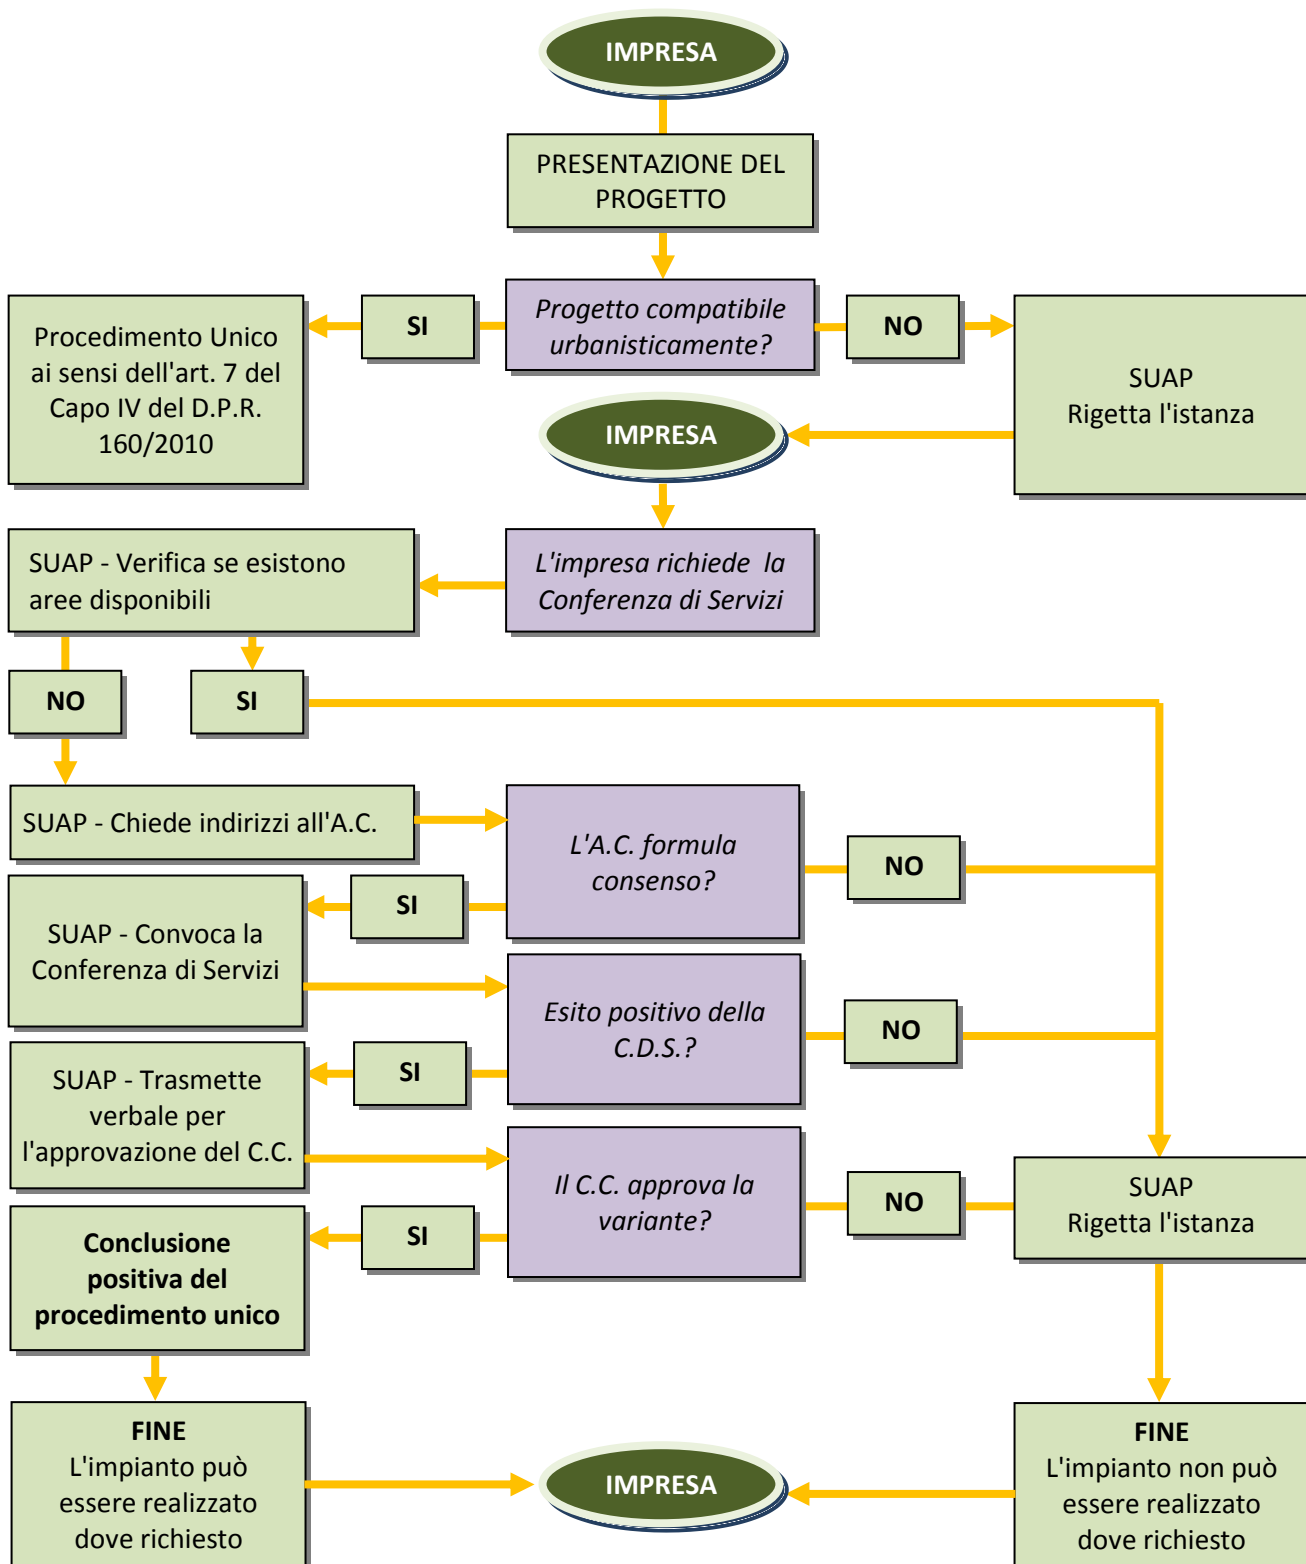 IMPRESA
PRESENTAZIONE DEL
PROGETTO
Progetto compatibile
urbanisticamente?
SI
NO
Procedimento Unico
ai sensi dell'art. 7 del
Capo IV del D.P.R.
160/2010
SUAP
Rigetta l'istanza
IMPRESA
L'impresa richiede la
Conferenza di Servizi
SUAP - Verifica se esistono
aree disponibili
NO
SI
SUAP - Chiede indirizzi all'A.C.
L'A.C. formula
consenso?
NO
SI
SUAP - Convoca la
Conferenza di Servizi
Esito positivo della
C.D.S.?
NO
SI
SUAP - Trasmette
verbale per
l'approvazione del C.C.
Il C.C. approva la
variante?
NO
SI
SUAP
Rigetta l'istanza
Conclusione
positiva del
procedimento unico
FINE
L'impianto può
essere realizzato
dove richiesto
IMPRESA
FINE
L'impianto non può
essere realizzato
dove richiesto